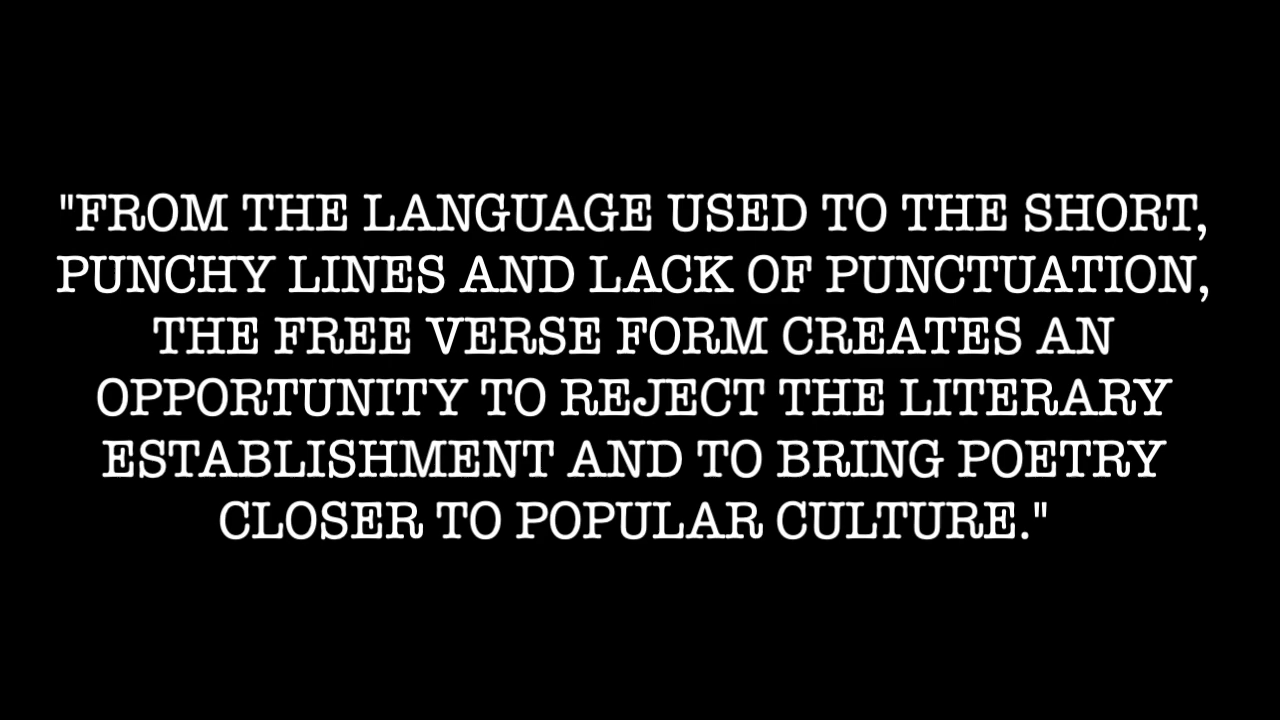 "FROM THE LANGUAGE USED TO THE SHORT,
PUNCHY LINES AND LACK OF PUNCTUATION,
THE FREE VERSE FORM CREATES AN
OPPORTUNITY TO REJECT THE LITERARY
ESTABLISHMENT AND TO BRING POETRY
CLOSER TO POPULAR CULTURE."